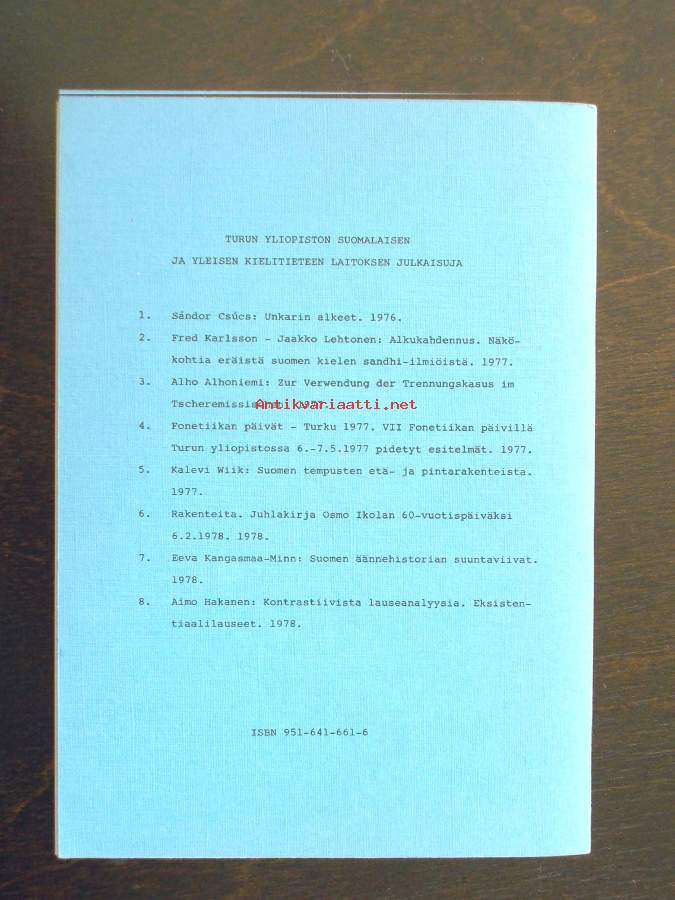 TURUN YLIOPISTON SUOMALAISEN
JA YLEISEN KIELITIETEEN LAITOKSEN JULKAISUJA
1. Sándor Csúcs: Unkarin alkeet. 1976.
2. Fred Karlsson - Jaakko Lehtonen: Alkukahdennus. Näkö-
kohtia eräistä suomen kielen sandhi-ilmiöistä. 1977.
3. Alho Alhoniemi: Zur Verwendung der Trennungskasus im
1977.
Antikvariaatti.net
4. Fonetiikan päivät - Turku 1977. VII Fonetiikan päivillä
Turun yliopistossa 6.-7.5.1977 pidetyt esitelmät. 1977.
5. Kalevi Wiik: Suomen tempusten etä- ja pintarakenteista.
1977.
6. Rakenteita. Juhlakirja Osmo Ikolan 60-vuotispäiväksi
6.2.1978. 1978.
7. Eeva Kangasmaa-Minn: Suomen äännehistorian suuntaviivat.
1978.
8. Aimo Hakanen: Kontrastiivista lauseanalyysia. Eksisten-
tiaalilauseet. 1978.
ISBN 951-641-661-6